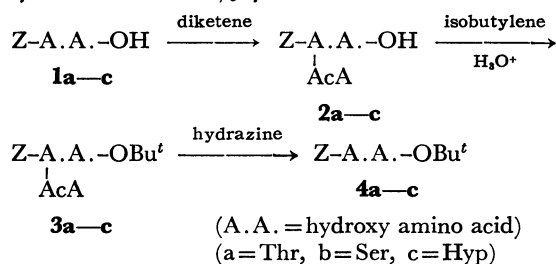 diketene isobutylene
Z–A.A.–OH Z–A.A.–OH
H₃O⁺
AcA
1a—c 2a—c
hydrazine
Z–A.A.–OBuᵗ Z–A.A.–OBuᵗ
AcA 4a—c
3a—c (A.A.=hydroxy amino acid)
(a=Thr, b=Ser, c=Hyp)